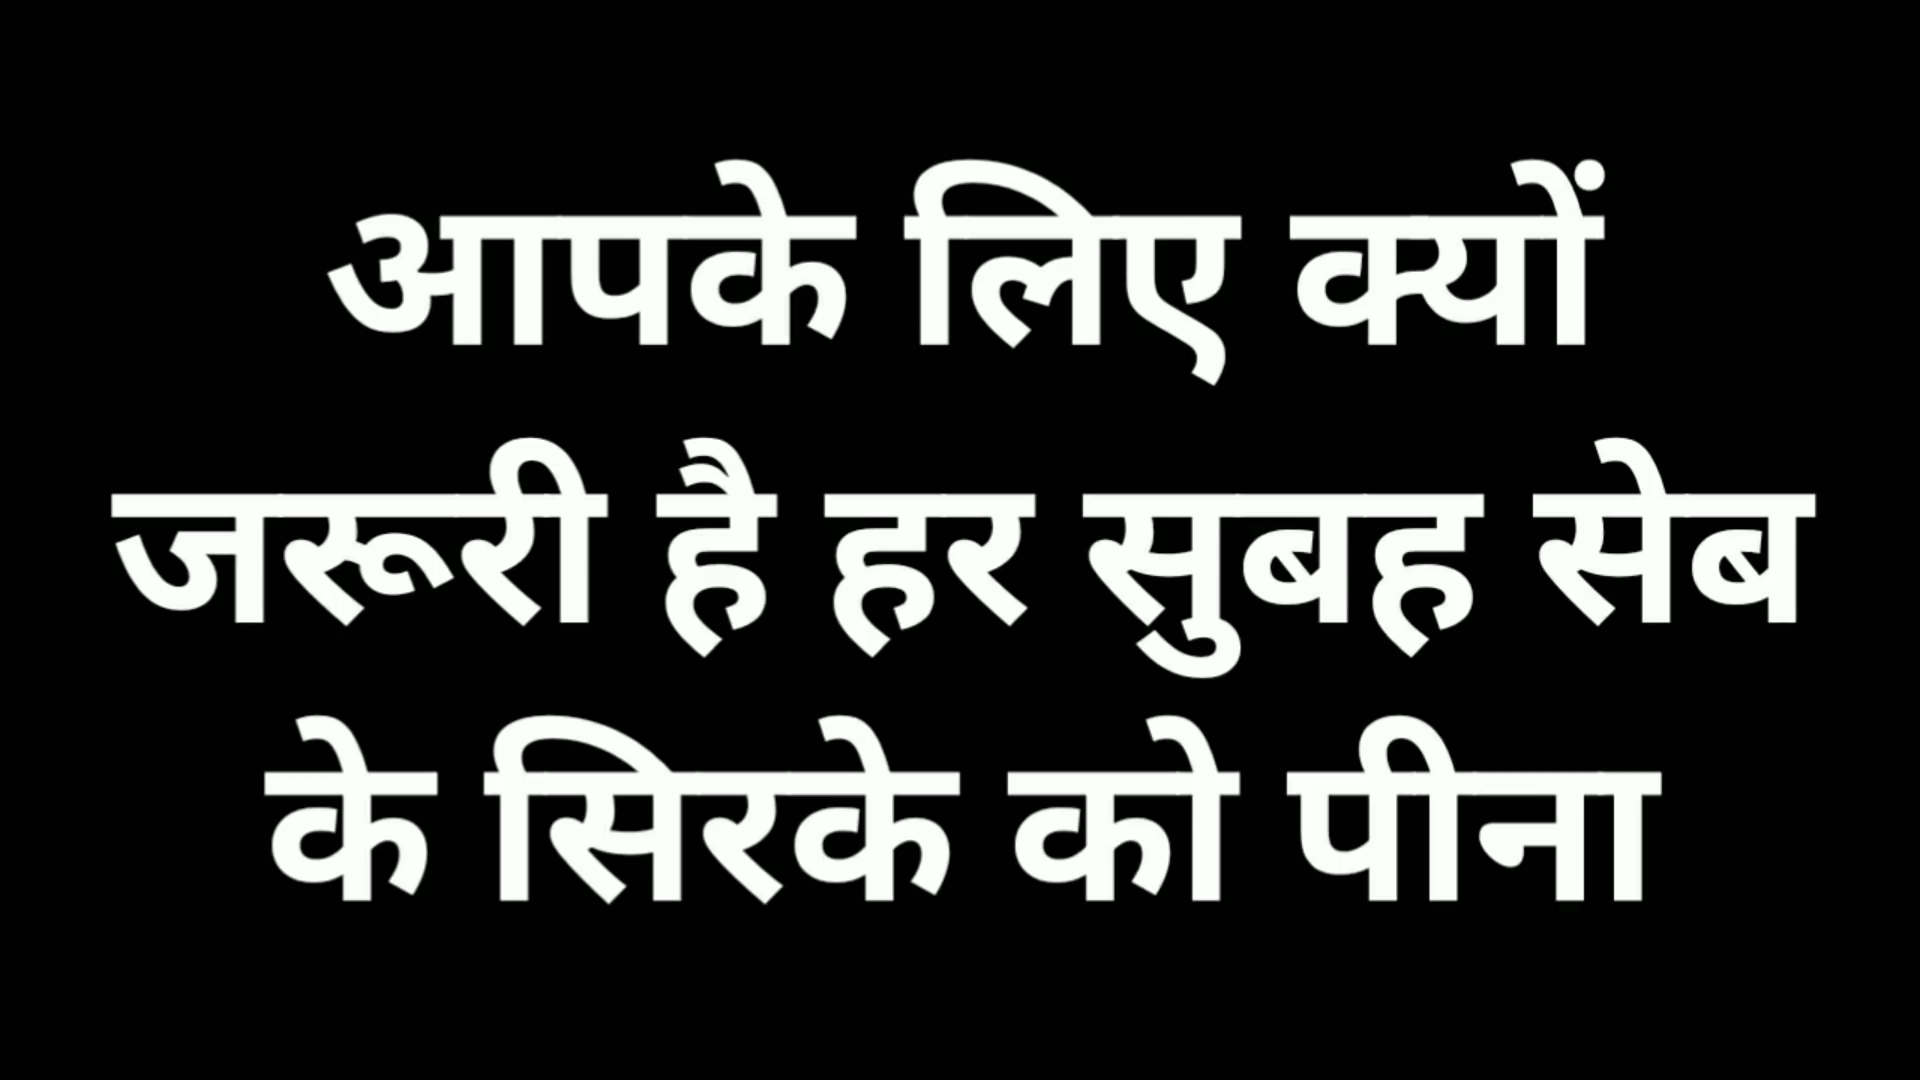 आपके लिए क्यों
जरूरी है हर सुबह सेब
के सिरके को पीना